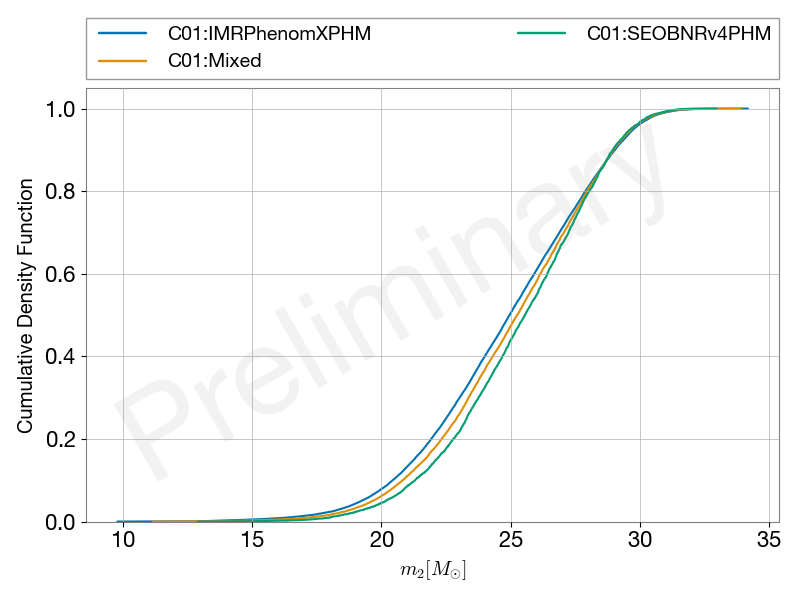 C01:IMRPhenomXPHM
C01:Mixed
C01:SEOBNRv4PHM
Preliminary
Cumulative Density Function
1.0
0.8
0.6
0.4
0.2
0.0
10 15 20 25 30 35
m₂[M☉]